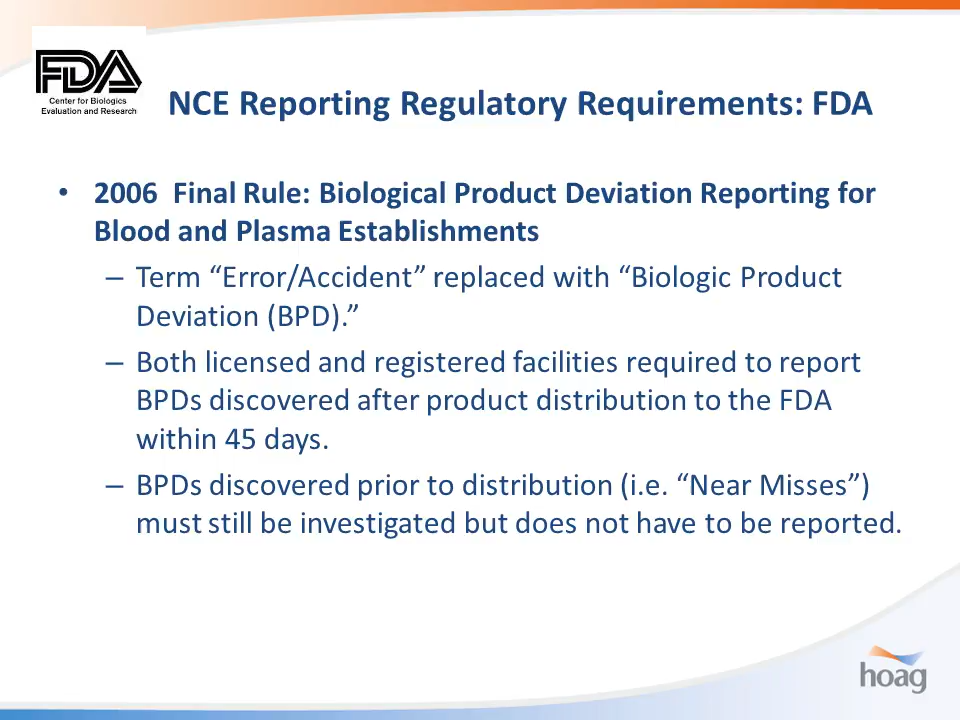 FDA
Center for Biologics
Evaluation and Research
NCE Reporting Regulatory Requirements: FDA
• 2006 Final Rule: Biological Product Deviation Reporting for
Blood and Plasma Establishments
– Term “Error/Accident” replaced with “Biologic Product
Deviation (BPD).”
– Both licensed and registered facilities required to report
BPDs discovered after product distribution to the FDA
within 45 days.
– BPDs discovered prior to distribution (i.e. “Near Misses”)
must still be investigated but does not have to be reported.
hoag